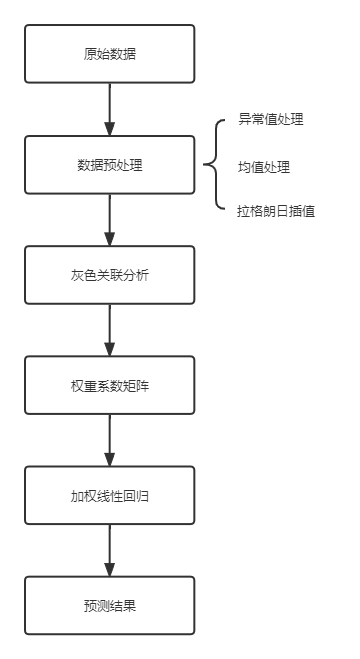 原始数据
数据预处理
异常值处理
均值处理
拉格朗日插值
灰色关联分析
权重系数矩阵
加权线性回归
预测结果